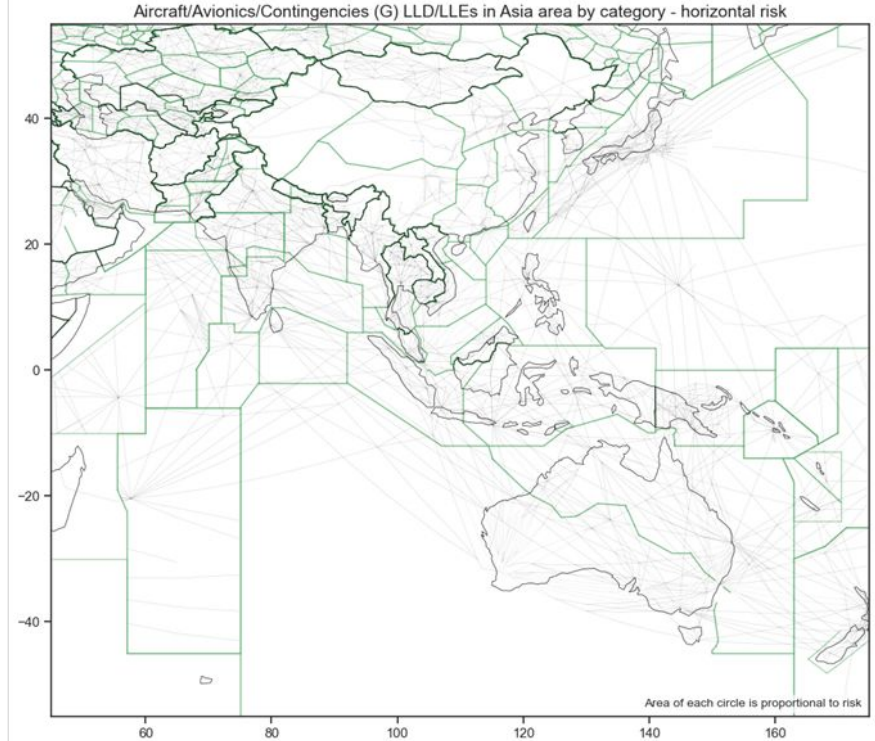 Aircraft/Avionics/Contingencies (G) LLD/LLEs in Asia area by category - horizontal risk
40
20
0
−20
−40
Area of each circle is proportional to risk
60 80 100 120 140 160